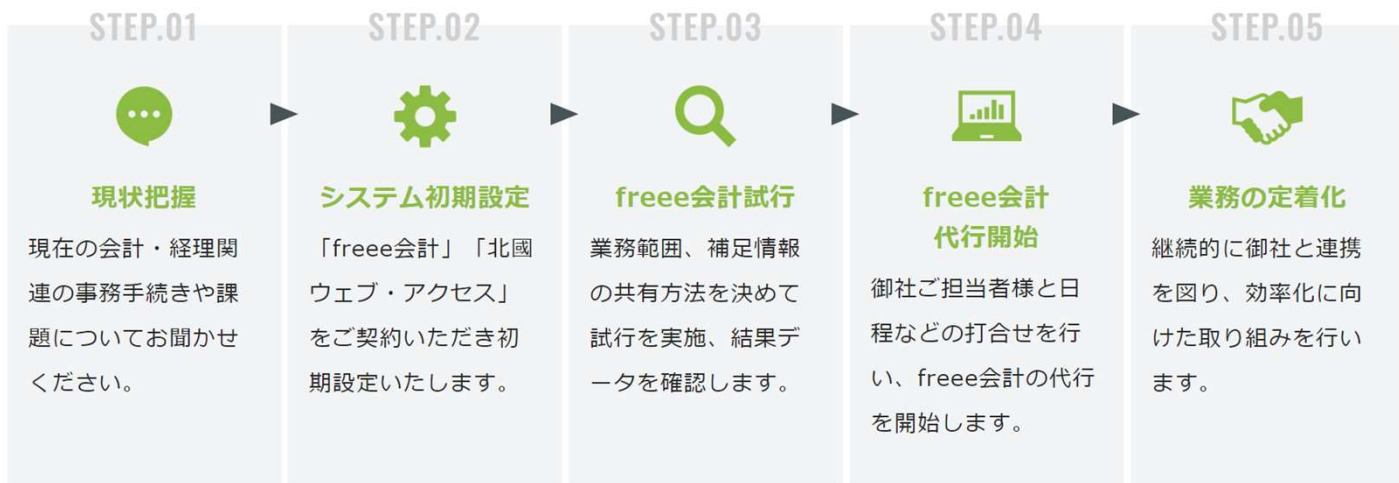 STEP.01
現状把握
現在の会計・経理関
連の事務手続きや課
題についてお聞かせ
ください。
STEP.02
システム初期設定
「freee会計」「北國
ウェブ・アクセス」
をご契約いただき初
期設定いたします。
STEP.03
freee会計試行
業務範囲、補足情報
の共有方法を決めて
試行を実施、結果デ
ータを確認します。
STEP.04
freee会計
代行開始
御社ご担当者様と日
程などの打合せを行
い、freee会計の代行
を開始します。
STEP.05
業務の定着化
継続的に御社と連携
を図り、効率化に向
けた取り組みを行い
ます。